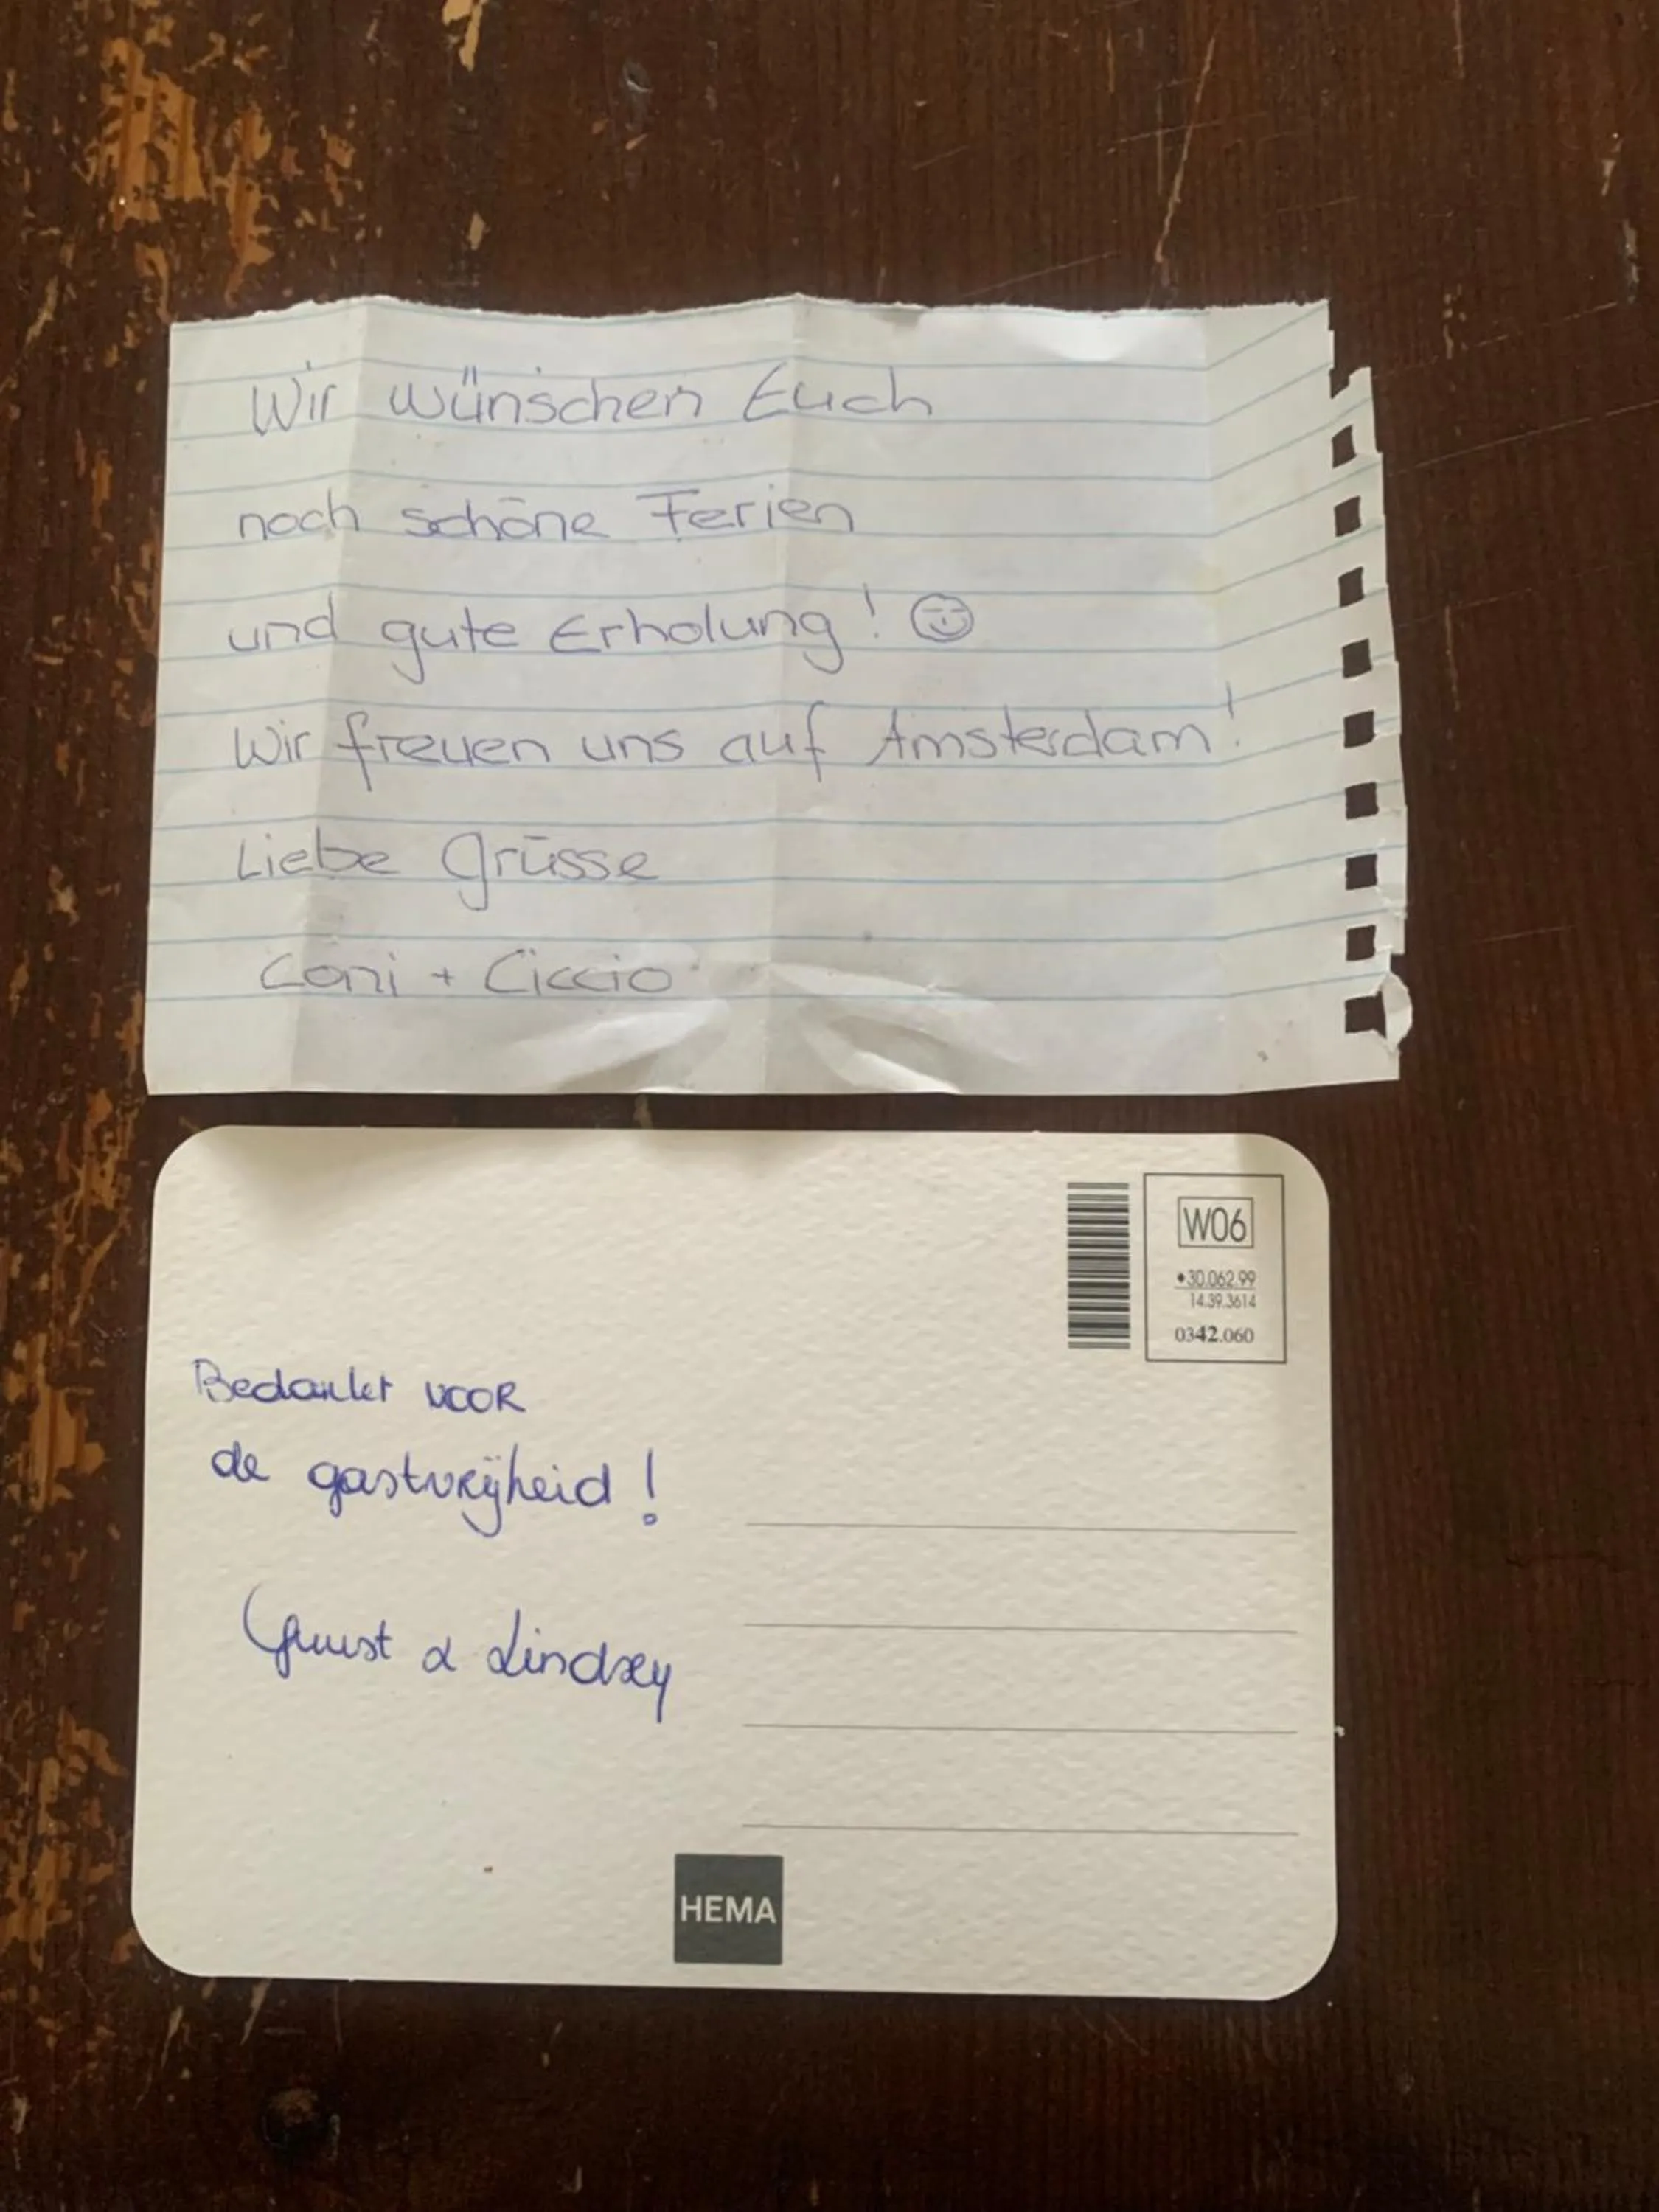 Wir wünschen Euch
noch schöne Ferien
und gute Erholung! ☺
Wir freuen uns auf Amsterdam!
Liebe Grüsse
Coni + Ciccio
W06
♦30.062.99
14.39.3614
0342.060
Bedankt voor
de gastvrijheid!
Guust & Lindsey
HEMA